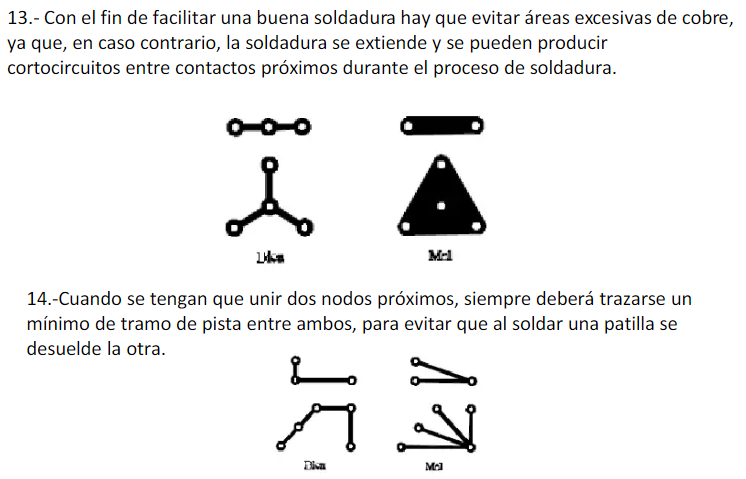 13.- Con el fin de facilitar una buena soldadura hay que evitar áreas excesivas de cobre,
ya que, en caso contrario, la soldadura se extiende y se pueden producir
cortocircuitos entre contactos próximos durante el proceso de soldadura.
14.-Cuando se tengan que unir dos nodos próximos, siempre deberá trazarse un
mínimo de tramo de pista entre ambos, para evitar que al soldar una patilla se
desuelde la otra.